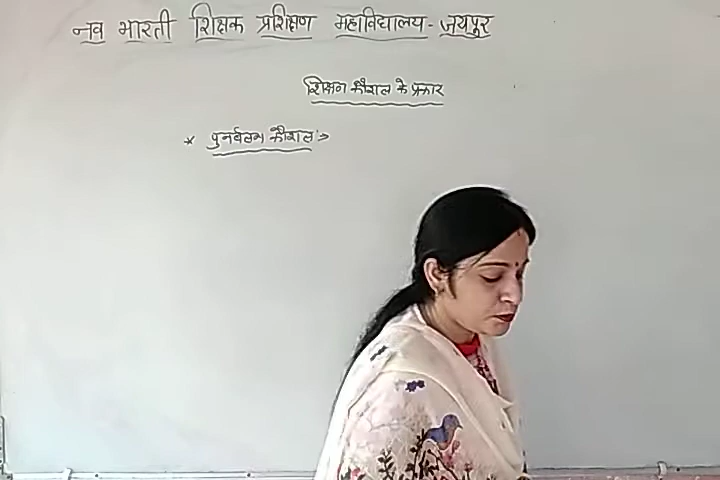 नव भारती शिक्षक प्रशिक्षण महाविद्यालय - जयपुर
शिक्षण कौशल के प्रकार
* पुनर्बलन कौशल :->